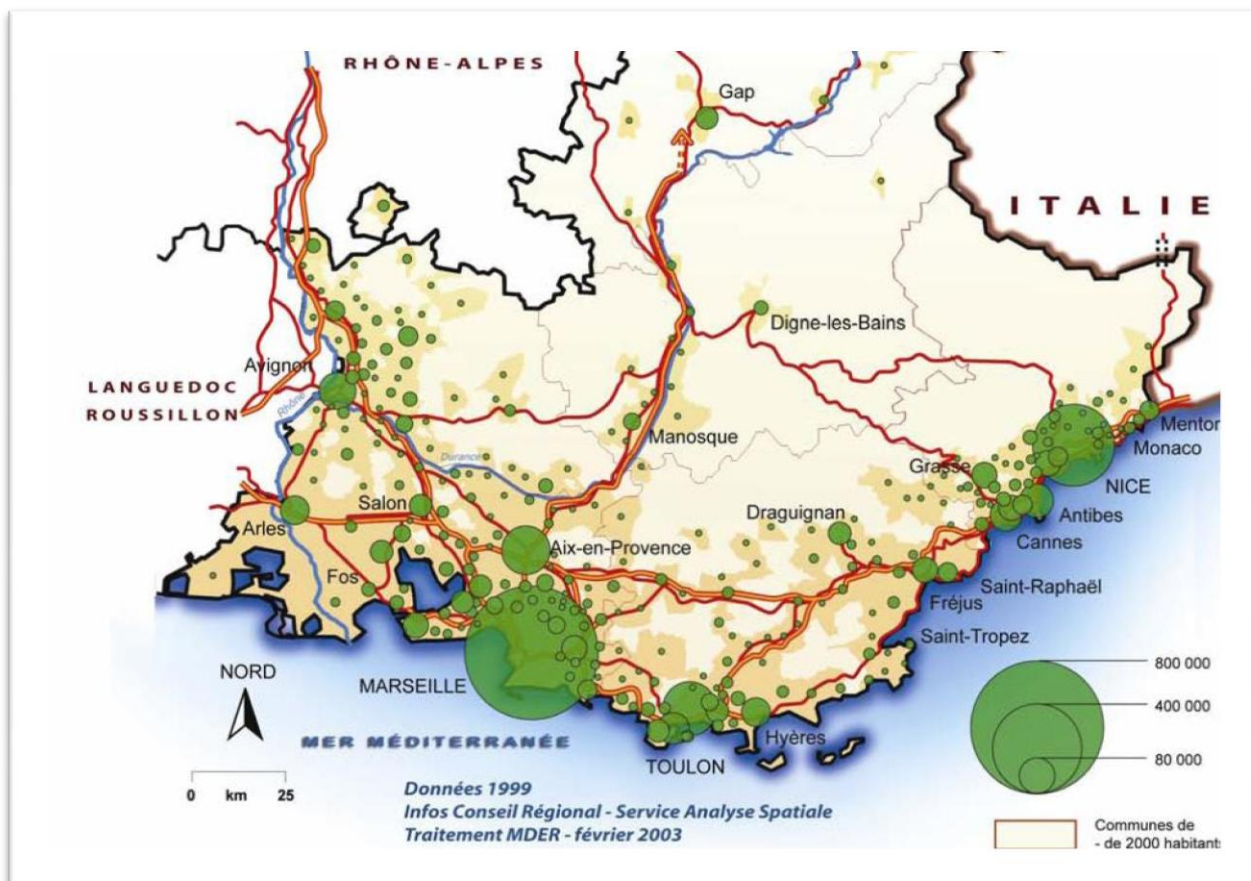 RHÔNE-ALPES
Gap
ITALIE
Digne-les-Bains
Avignon
LANGUEDOC
ROUSSILLON
Rhône
Manosque
Durance
Mentor
Monaco
Grasse
NICE
Salon
Arles
Draguignan
Antibes
Aix-en-Provence
Cannes
Fos
Saint-Raphaël
Fréjus
Saint-Tropez
NORD
MARSEILLE
MER MÉDITERRANÉE
Hyères
TOULON
800 000
400 000
80 000
0 km 25
Données 1999
Infos Conseil Régional - Service Analyse Spatiale
Traitement MDER - février 2003
Communes de
- de 2000 habitants